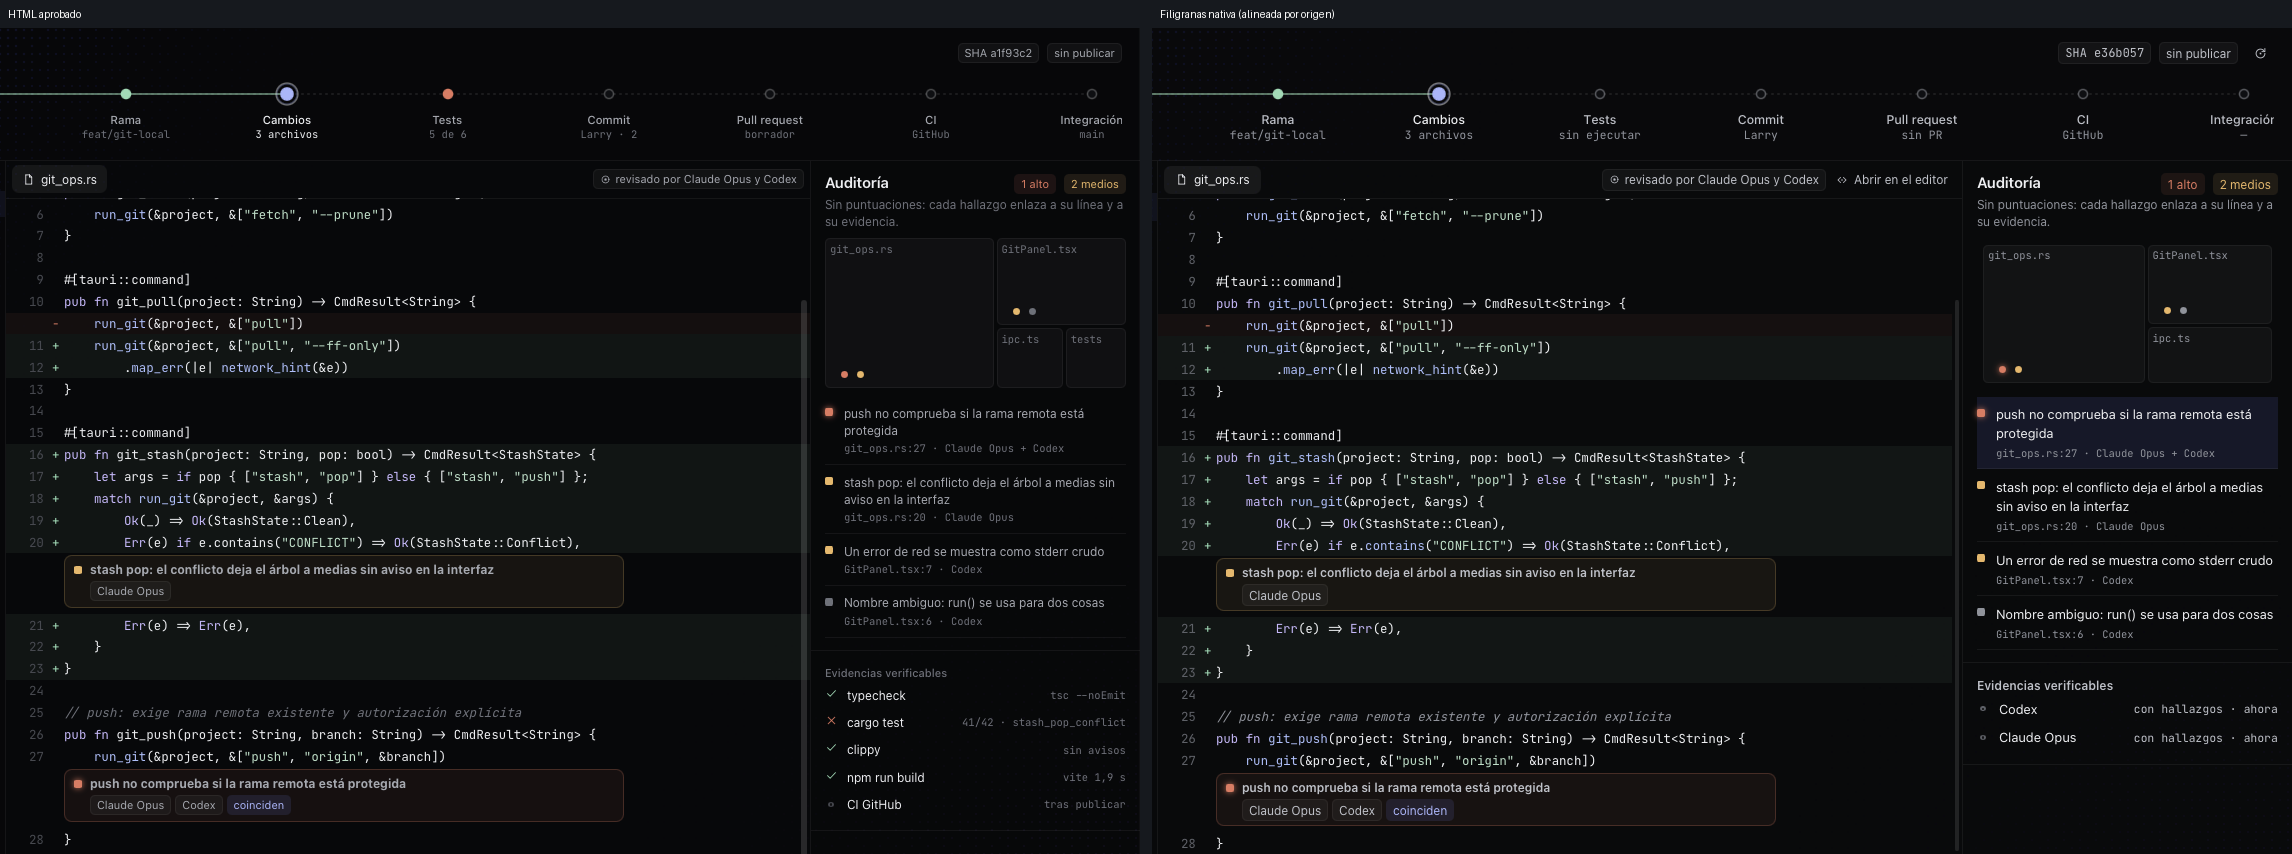 HTML aprobado
SHA a1f93c2
sin publicar
Rama
feat/git-local
Cambios
3 archivos
Tests
5 de 6
Commit
Larry · 2
Pull request
borrador
CI
GitHub
Integración
main
git_ops.rs
revisado por Claude Opus y Codex
6 run_git(&project, &["fetch", "--prune"])
7 }
8
9 #[tauri::command]
10 pub fn git_pull(project: String) -> CmdResult<String> {
- run_git(&project, &["pull"])
11 + run_git(&project, &["pull", "--ff-only"])
12 + .map_err(|e| network_hint(&e))
13 }
14
15 #[tauri::command]
16 + pub fn git_stash(project: String, pop: bool) -> CmdResult<StashState> {
17 + let args = if pop { ["stash", "pop"] } else { ["stash", "push"] };
18 + match run_git(&project, &args) {
19 + Ok(_) => Ok(StashState::Clean),
20 + Err(e) if e.contains("CONFLICT") => Ok(StashState::Conflict),
stash pop: el conflicto deja el árbol a medias sin aviso en la interfaz
Claude Opus
21 + Err(e) => Err(e),
22 + }
23 + }
24
25 // push: exige rama remota existente y autorización explícita
26 pub fn git_push(project: String, branch: String) -> CmdResult<String> {
27 run_git(&project, &["push", "origin", &branch])
push no comprueba si la rama remota está protegida
Claude Opus Codex coinciden
28 }
Auditoría
1 alto
2 medios
Sin puntuaciones: cada hallazgo enlaza a su línea y a
su evidencia.
git_ops.rs
GitPanel.tsx
ipc.ts
tests
push no comprueba si la rama remota está
protegida
git_ops.rs:27 · Claude Opus + Codex
stash pop: el conflicto deja el árbol a medias sin
aviso en la interfaz
git_ops.rs:20 · Claude Opus
Un error de red se muestra como stderr crudo
GitPanel.tsx:7 · Codex
Nombre ambiguo: run() se usa para dos cosas
GitPanel.tsx:6 · Codex
Evidencias verificables
typecheck tsc --noEmit
cargo test 41/42 · stash_pop_conflict
clippy sin avisos
npm run build vite 1,9 s
CI GitHub tras publicar
Filigranas nativa (alineada por origen)
SHA e36b057
sin publicar
Rama
feat/git-local
Cambios
3 archivos
Tests
sin ejecutar
Commit
Larry
Pull request
sin PR
CI
GitHub
Integración
—
git_ops.rs
revisado por Claude Opus y Codex
Abrir en el editor
6 run_git(&project, &["fetch", "--prune"])
7 }
8
9 #[tauri::command]
10 pub fn git_pull(project: String) -> CmdResult<String> {
- run_git(&project, &["pull"])
11 + run_git(&project, &["pull", "--ff-only"])
12 + .map_err(|e| network_hint(&e))
13 }
14
15 #[tauri::command]
16 + pub fn git_stash(project: String, pop: bool) -> CmdResult<StashState> {
17 + let args = if pop { ["stash", "pop"] } else { ["stash", "push"] };
18 + match run_git(&project, &args) {
19 + Ok(_) => Ok(StashState::Clean),
20 + Err(e) if e.contains("CONFLICT") => Ok(StashState::Conflict),
stash pop: el conflicto deja el árbol a medias sin aviso en la interfaz
Claude Opus
21 + Err(e) => Err(e),
22 + }
23 + }
24
25 // push: exige rama remota existente y autorización explícita
26 pub fn git_push(project: String, branch: String) -> CmdResult<String> {
27 run_git(&project, &["push", "origin", &branch])
push no comprueba si la rama remota está protegida
Claude Opus Codex coinciden
28 }
Auditoría
1 alto
2 medios
Sin puntuaciones: cada hallazgo enlaza a su línea y a
su evidencia.
git_ops.rs
GitPanel.tsx
ipc.ts
push no comprueba si la rama remota está
protegida
git_ops.rs:27 · Claude Opus + Codex
stash pop: el conflicto deja el árbol a medias
sin aviso en la interfaz
git_ops.rs:20 · Claude Opus
Un error de red se muestra como stderr crudo
GitPanel.tsx:7 · Codex
Nombre ambiguo: run() se usa para dos cosas
GitPanel.tsx:6 · Codex
Evidencias verificables
Codex con hallazgos · ahora
Claude Opus con hallazgos · ahora